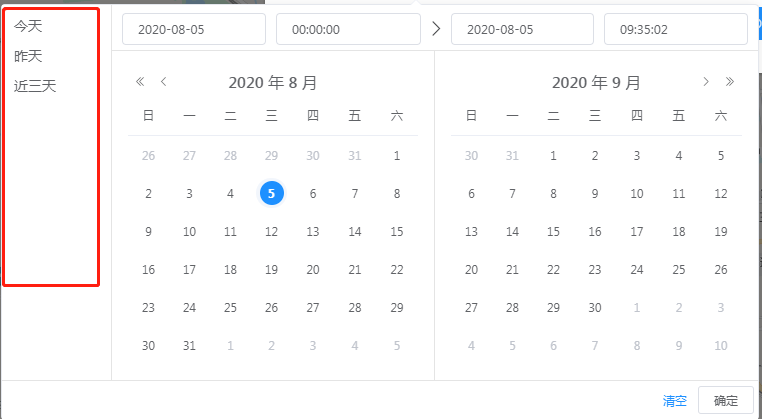 今天
昨天
近三天
2020-08-05 00:00:00 2020-08-05 09:35:02
2020 年 8 月
日 一 二 三 四 五 六
26 27 28 29 30 31 1
2 3 4 5 6 7 8
9 10 11 12 13 14 15
16 17 18 19 20 21 22
23 24 25 26 27 28 29
30 31 1 2 3 4 5
2020 年 9 月
日 一 二 三 四 五 六
30 31 1 2 3 4 5
6 7 8 9 10 11 12
13 14 15 16 17 18 19
20 21 22 23 24 25 26
27 28 29 30 1 2 3
4 5 6 7 8 9 10
清空 确定